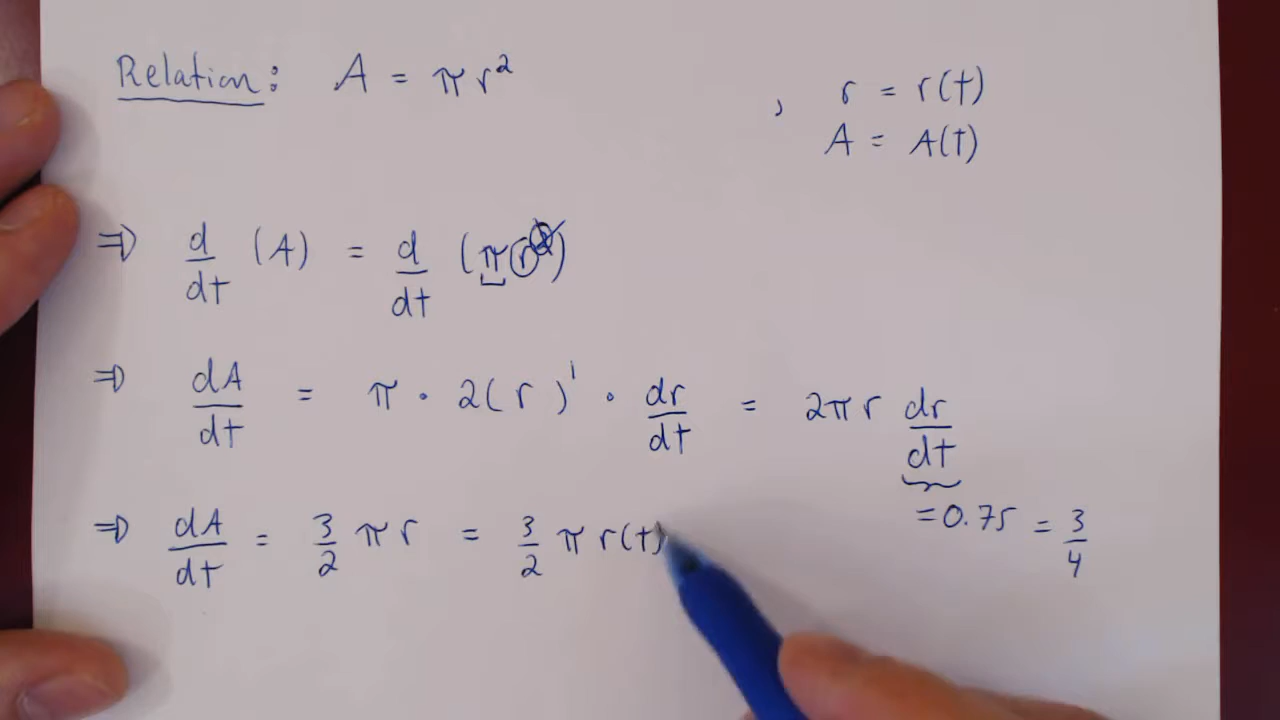 Relation: A = πr²
, r = r(t)
A = A(t)
⇒ d/dt (A) = d/dt (πr²)
⇒ dA/dt = π · 2(r)¹ · dr/dt = 2πr dr/dt
= 0.75 = 3/4
⇒ dA/dt = 3/2 πr = 3/2 πr(t)